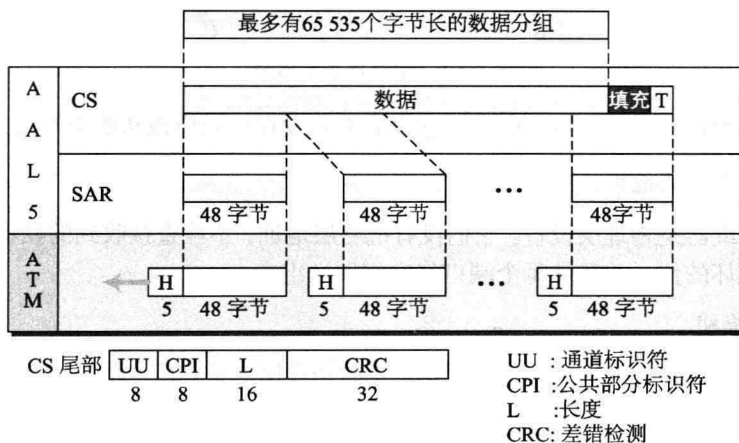 最多有65 535个字节长的数据分组
AAL5
CS
数据
填充 T
SAR
48 字节
48 字节
...
48字节
ATM
H
H
...
H
5 48 字节
5 48 字节
5 48 字节
CS 尾部 UU CPI L CRC
8 8 16 32
UU : 通道标识符
CPI :公共部分标识符
L :长度
CRC: 差错检测